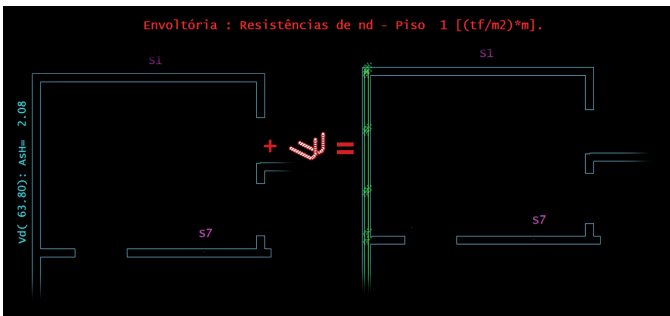 Envoltória : Resistências de nd - Piso 1 [(tf/m2)*m].
S1
S1
Vd( 63.80): AsH= 2.08
+
=
S7
S7